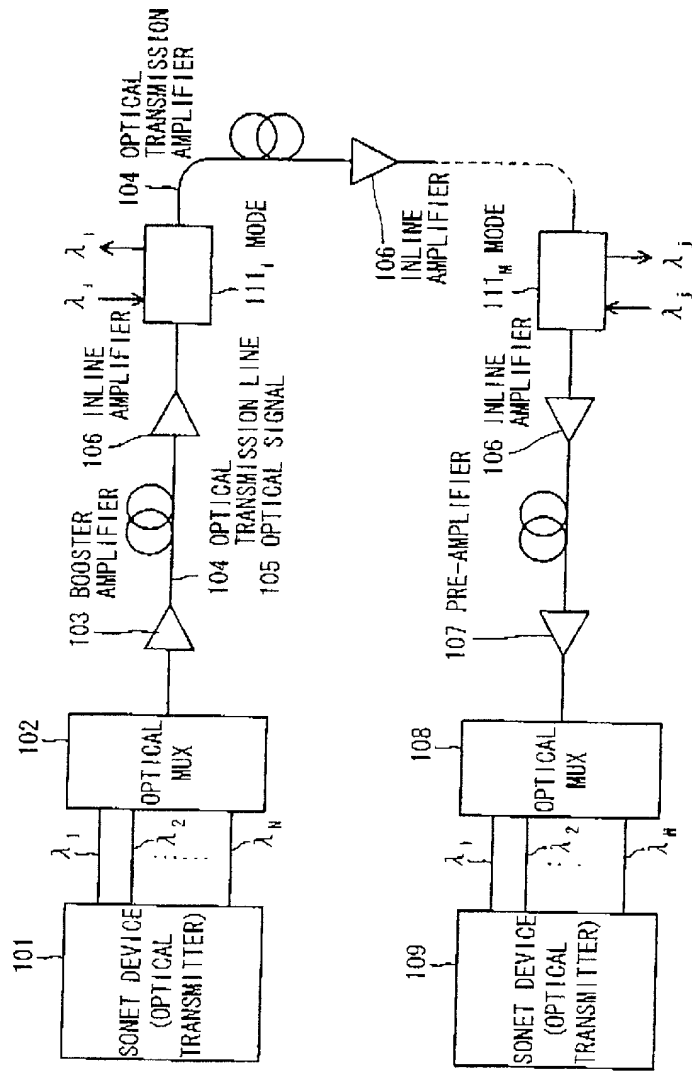 101
SONET DEVICE
(OPTICAL
TRANSMITTER)
λ1
λ2
λN
102
OPTICAL
MUX
103 BOOSTER
AMPLIFIER
104 OPTICAL
TRANSMISSION LINE
105 OPTICAL SIGNAL
106 INLINE
AMPLIFIER
λi
λi
111₁ MODE
104 OPTICAL
TRANSMISSION
AMPLIFIER
106
INLINE
AMPLIFIER
109
SONET DEVICE
(OPTICAL
TRANSMITTER)
λ1
λ2
λN
108
OPTICAL
MUX
107 PRE-AMPLIFIER
106 INLINE
AMPLIFIER
111M MODE
λj
λj